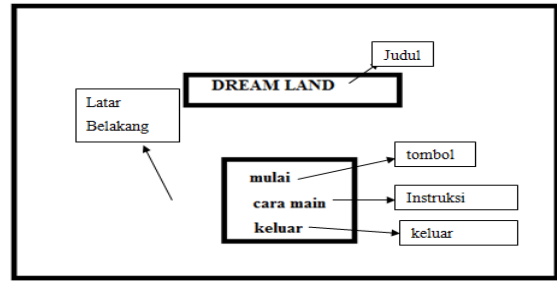 Judul
DREAM LAND
Latar
Belakang
mulai
tombol
cara main
Instruksi
keluar
keluar